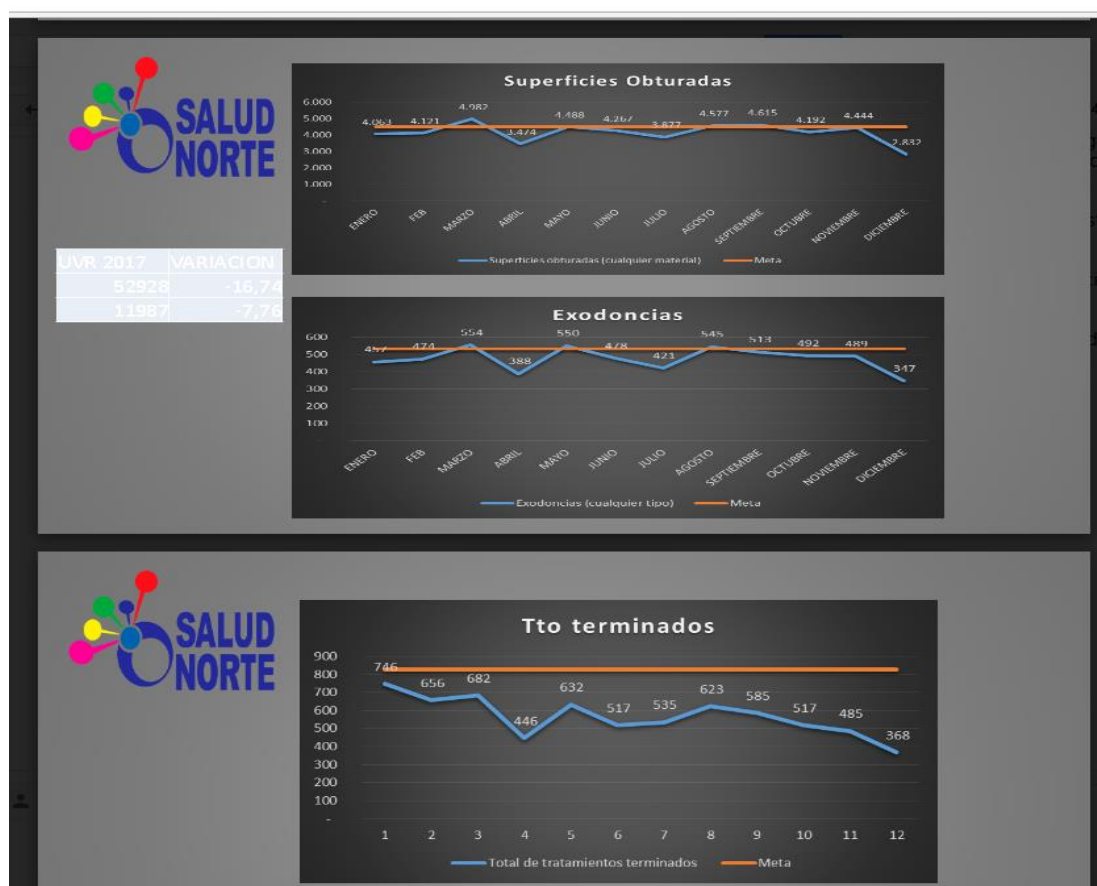 SALUD
NORTE
UVR 2017 VARIACION
52928 -16,74
11987 -7,76
Superficies Obturadas
6.000
5.000
4.000
3.000
2.000
1.000
-
4.063 4.121 4.982 3.474 4.488 4.267 3.877 4.577 4.615 4.192 4.444 2.832
ENERO FEB MARZO ABRIL MAYO JUNIO JULIO AGOSTO SEPTIEMBRE OCTUBRE NOVIEMBRE DICIEMBRE
Superficies obturadas (cualquier material) Meta
Exodoncias
600
500
400
300
200
100
457 474 554 388 550 478 421 545 513 492 489 347
ENERO FEB MARZO ABRIL MAYO JUNIO JULIO AGOSTO SEPTIEMBRE OCTUBRE NOVIEMBRE DICIEMBRE
Exodoncias (cualquier tipo) Meta
SALUD
NORTE
Tto terminados
900
800
700
600
500
400
300
200
100
-
746 656 682 446 632 517 535 623 585 517 485 368
1 2 3 4 5 6 7 8 9 10 11 12
Total de tratamientos terminados Meta